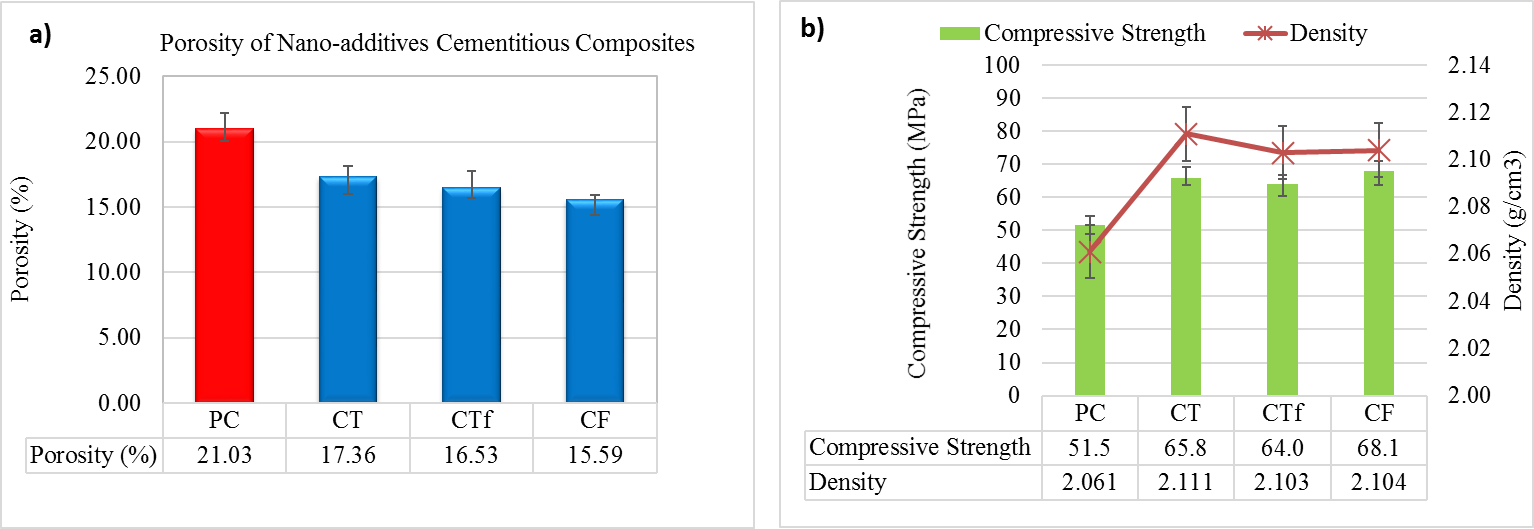 a)
Porosity of Nano-additives Cementitious Composites
Porosity (%)
25.00
20.00
15.00
10.00
5.00
0.00
PC CT CTf CF
Porosity (%) 21.03 17.36 16.53 15.59
b)
Compressive Strength Density
Compressive Strength (MPa)
100
90
80
70
60
50
40
30
20
10
0
2.14
2.12
2.10
2.08
2.06
2.04
2.02
2.00
Density (g/cm3)
PC CT CTf CF
Compressive Strength 51.5 65.8 64.0 68.1
Density 2.061 2.111 2.103 2.104